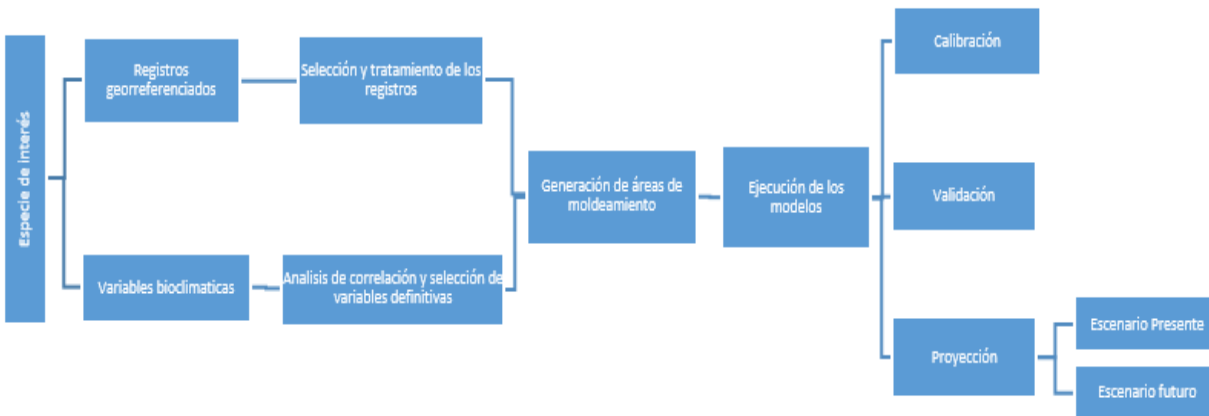 Especie de interés
Registros
georreferenciados
Selección y tratamiento de los
registros
Variables bioclimaticas
Analisis de correlación y selección de
variables definitivas
Generación de áreas de
moldeamiento
Ejecución de los
modelos
Calibración
Validación
Proyección
Escenario Presente
Escenario futuro